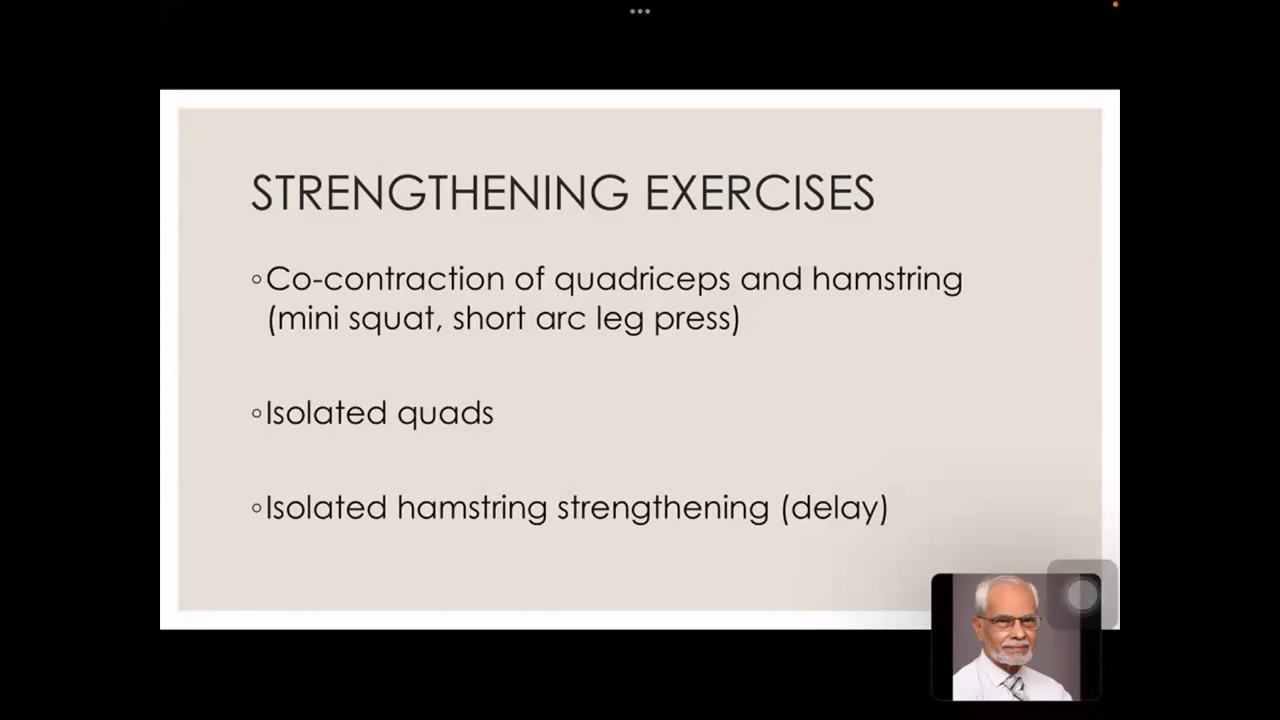 STRENGTHENING EXERCISES
◦Co-contraction of quadriceps and hamstring
(mini squat, short arc leg press)
◦Isolated quads
◦Isolated hamstring strengthening (delay)